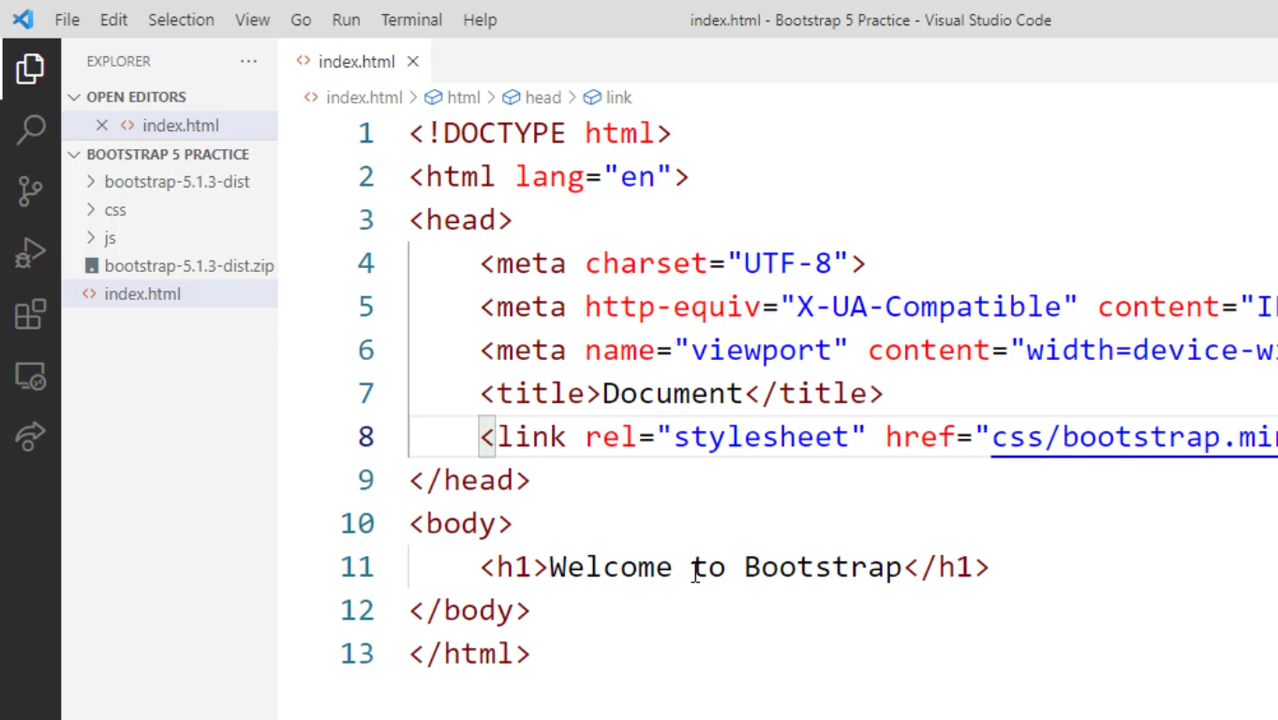 File Edit Selection View Go Run Terminal Help index.html - Bootstrap 5 Practice - Visual Studio Code
EXPLORER ···
OPEN EDITORS
index.html
BOOTSTRAP 5 PRACTICE
bootstrap-5.1.3-dist
css
js
bootstrap-5.1.3-dist.zip
index.html
index.html
index.html > html > head > link
1 <!DOCTYPE html>
2 <html lang="en">
3 <head>
4 <meta charset="UTF-8">
5 <meta http-equiv="X-UA-Compatible" content="I
6 <meta name="viewport" content="width=device-wi
7 <title>Document</title>
8 <link rel="stylesheet" href="css/bootstrap.min
9 </head>
10 <body>
11 <h1>Welcome to Bootstrap</h1>
12 </body>
13 </html>